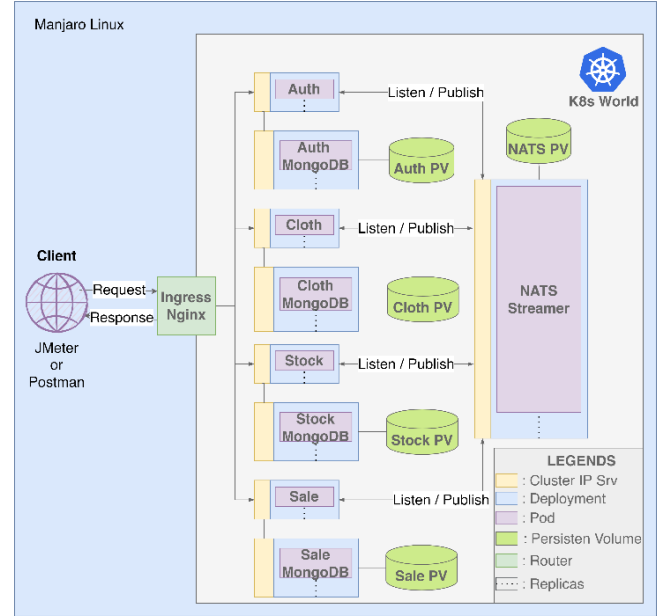 Manjaro Linux
K8s World
Auth
Listen / Publish
Auth
MongoDB
Auth PV
NATS PV
Cloth
Listen / Publish
Cloth
MongoDB
Cloth PV
NATS
Streamer
Client
Request
Response
JMeter
or
Postman
Ingress
Nginx
Stock
Listen / Publish
Stock
MongoDB
Stock PV
Sale
Listen / Publish
Sale
MongoDB
Sale PV
LEGENDS
: Cluster IP Srv
: Deployment
: Pod
: Persisten Volume
: Router
: Replicas